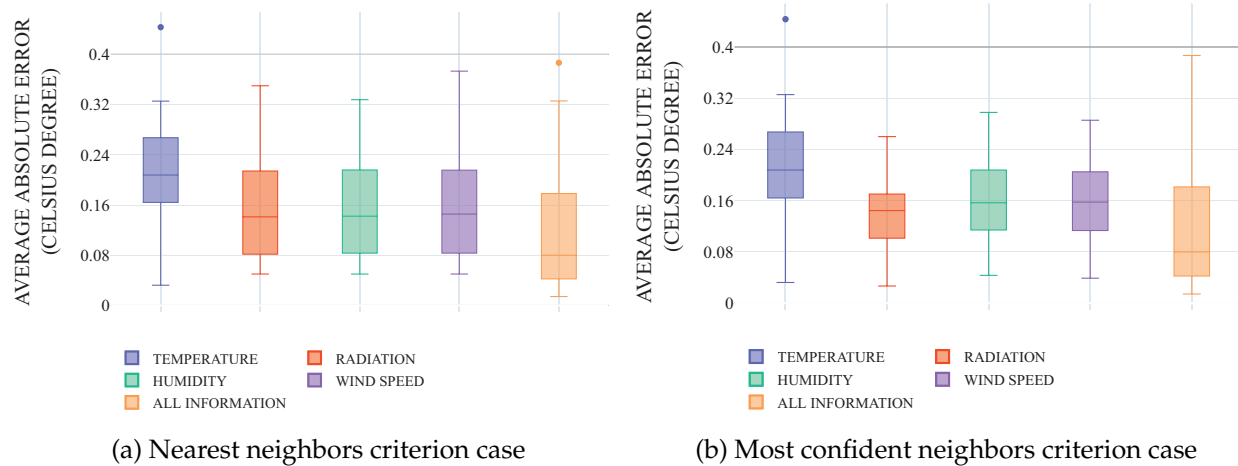 AVERAGE ABSOLUTE ERROR
(CELSIUS DEGREE)
0.4
0.32
0.24
0.16
0.08
0
TEMPERATURE
RADIATION
HUMIDITY
WIND SPEED
ALL INFORMATION
(a) Nearest neighbors criterion case
AVERAGE ABSOLUTE ERROR
(CELSIUS DEGREE)
0.4
0.32
0.24
0.16
0.08
0
TEMPERATURE
RADIATION
HUMIDITY
WIND SPEED
ALL INFORMATION
(b) Most confident neighbors criterion case